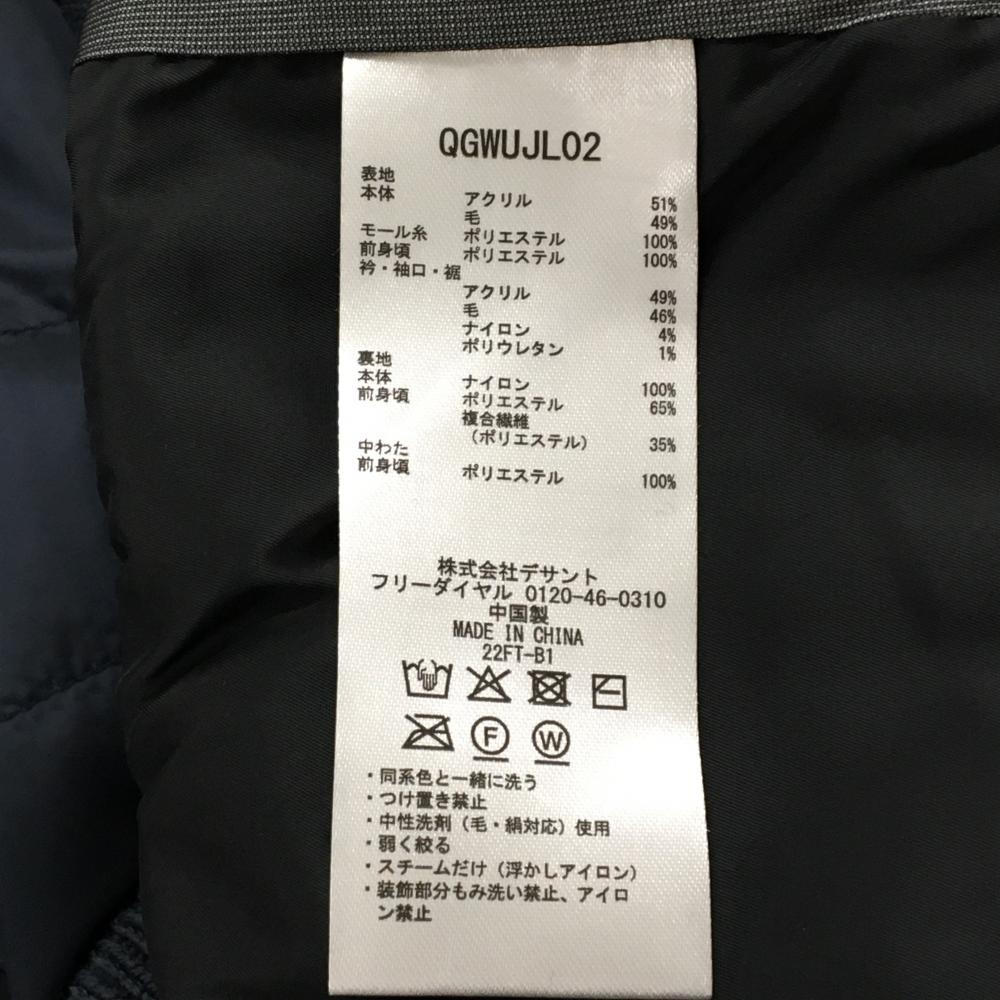 QGWUJL02
表地
本体 アクリル 51%
毛 49%
モール糸 ポリエステル 100%
前身頃 ポリエステル 100%
衿・袖口・裾
アクリル 49%
毛 46%
ナイロン 4%
ポリウレタン 1%
裏地
本体 ナイロン 100%
前身頃 ポリエステル 65%
複合繊維
（ポリエステル） 35%
中わた
前身頃 ポリエステル 100%
株式会社デサント
フリーダイヤル 0120-46-0310
中国製
MADE IN CHINA
22FT-B1
F W
・同系色と一緒に洗う
・つけ置き禁止
・中性洗剤（毛・絹対応）使用
・弱く絞る
・スチームだけ（浮かしアイロン）
・装飾部分もみ洗い禁止、アイロ
ン禁止